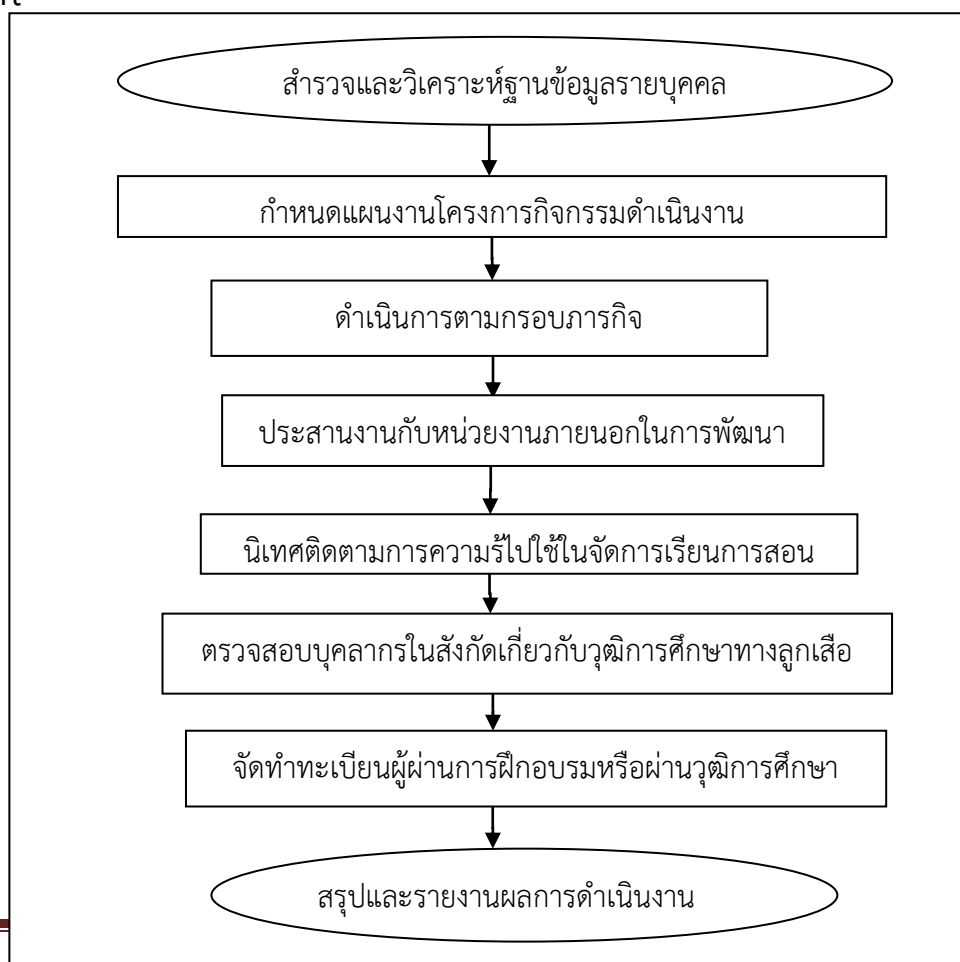 สำรวจและวิเคราะห์ฐานข้อมูลรายบุคคล
กำหนดแผนงานโครงการกิจกรรมดำเนินงาน
ดำเนินการตามกรอบภารกิจ
ประสานงานกับหน่วยงานภายนอกในการพัฒนา
นิเทศติดตามการความรู้ไปใช้ในจัดการเรียนการสอน
ตรวจสอบบุคลากรในสังกัดเกี่ยวกับวุฒิการศึกษาทางลูกเสือ
จัดทำทะเบียนผู้ผ่านการฝึกอบรมหรือผ่านวุฒิการศึกษา
สรุปและรายงานผลการดำเนินงาน